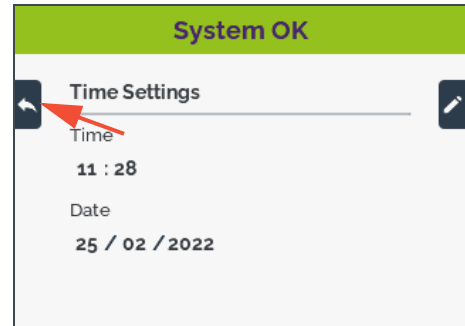 System OK
Time Settings
Time
11 : 28
Date
25 / 02 / 2022